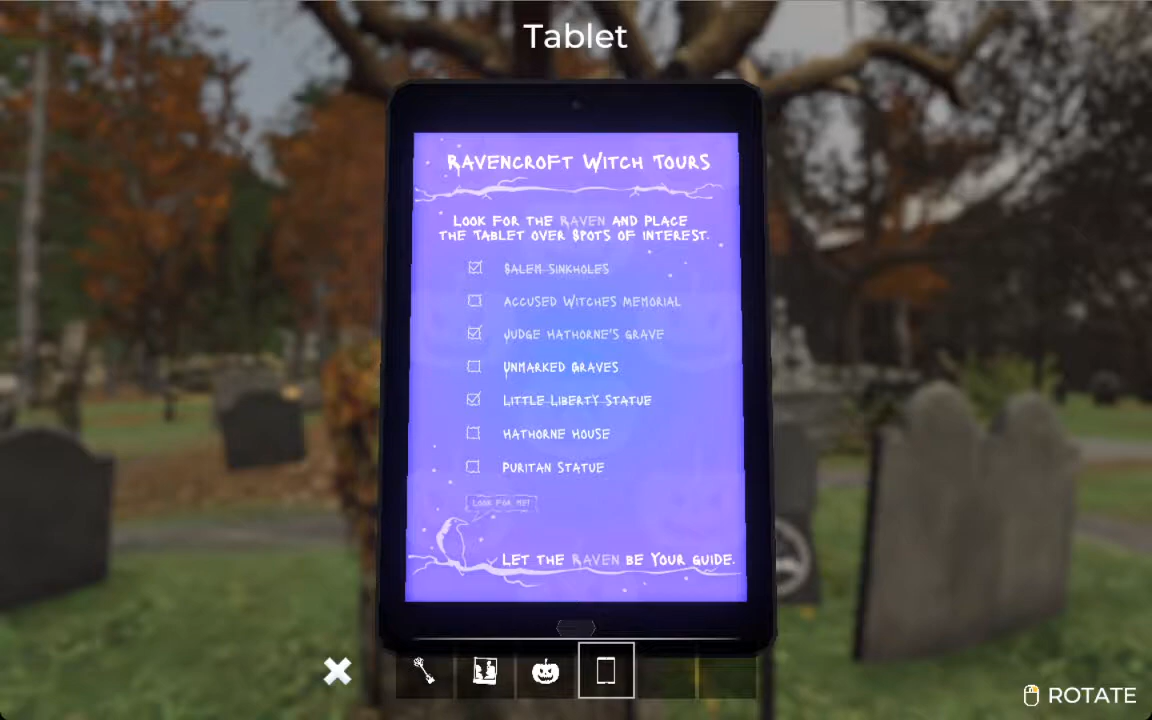 Tablet
RAVENCROFT WITCH TOURS
LOOK FOR THE RAVEN AND PLACE
THE TABLET OVER SPOTS OF INTEREST.
SALEM SINKHOLES
ACCUSED WITCHES MEMORIAL
JUDGE HATHORNE'S GRAVE
UNMARKED GRAVES
LITTLE LIBERTY STATUE
HATHORNE HOUSE
PURITAN STATUE
LOOK FOR ME!
LET THE RAVEN BE YOUR GUIDE.
ROTATE